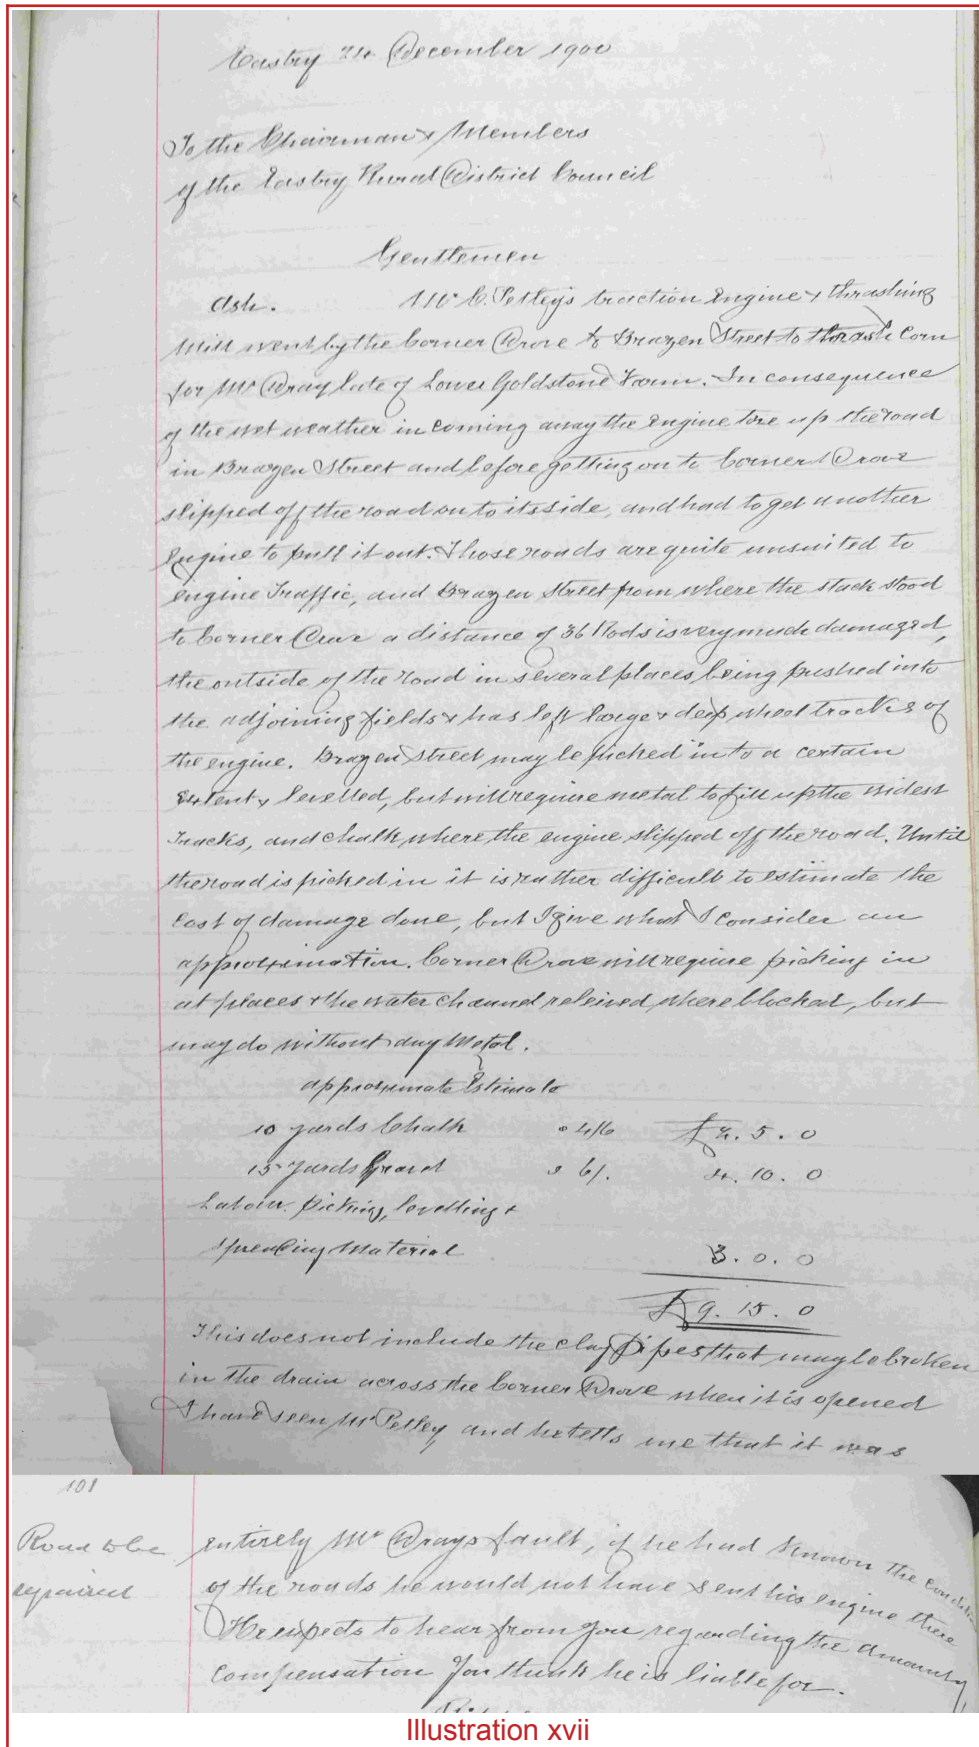 Eastry 24 December 1900
To the Chairman & Members
of the Eastry Rural District Council
Gentlemen
Ash. Mr C. Petley's traction Engine & thrashing
Mill went by the Corner Drove to Brazen Street to thrash Corn
for Mr Dray late of Lower Goldstone Farm. In consequence
of the wet weather in Coming away the Engine tore up the road
in Brazen Street and before getting on to Corner Drove
slipped off the road on to its side, and had to get another
Engine to pull it out. Those roads are quite unsuited to
Engine Traffic, and Brazen Street from where the stack stood
to Corner Drove a distance of 36 Rods is very much damaged,
the outside of the road in several places being pushed into
the adjoining fields & has left large & deep wheel tracks of
the engine. Brazen Street may be picked in to a certain
Extent & levelled, but will require metal to fill up the widest
Tracks, and chalk where the engine slipped off the road. Until
the road is picked in it is rather difficult to estimate the
Cost of damage done, but I give what I consider an
approximation. Corner Drove will require picking in
at places & the water channel relieved where blocked, but
may do without any Metal.
approximate Estimate
10 yards Chalk @ 4/6 £2. 5. 0
15 yards Gravel @ 6/. 4. 10. 0
Labour. picking, levelling &
spreading Material 3. 0. 0
£9. 15. 0
This does not include the clay pipes that may be broken
in the drain across the Corner Drove when it is opened
I have seen Mr Petley, and he tells me that it was
101
Road to be entirely Mr Drays fault, if he had known the condition
repaired of the roads he would not have sent his engine there
He expects to hear from you regarding the amount
compensation you think he is liable for.
Illustration xvii